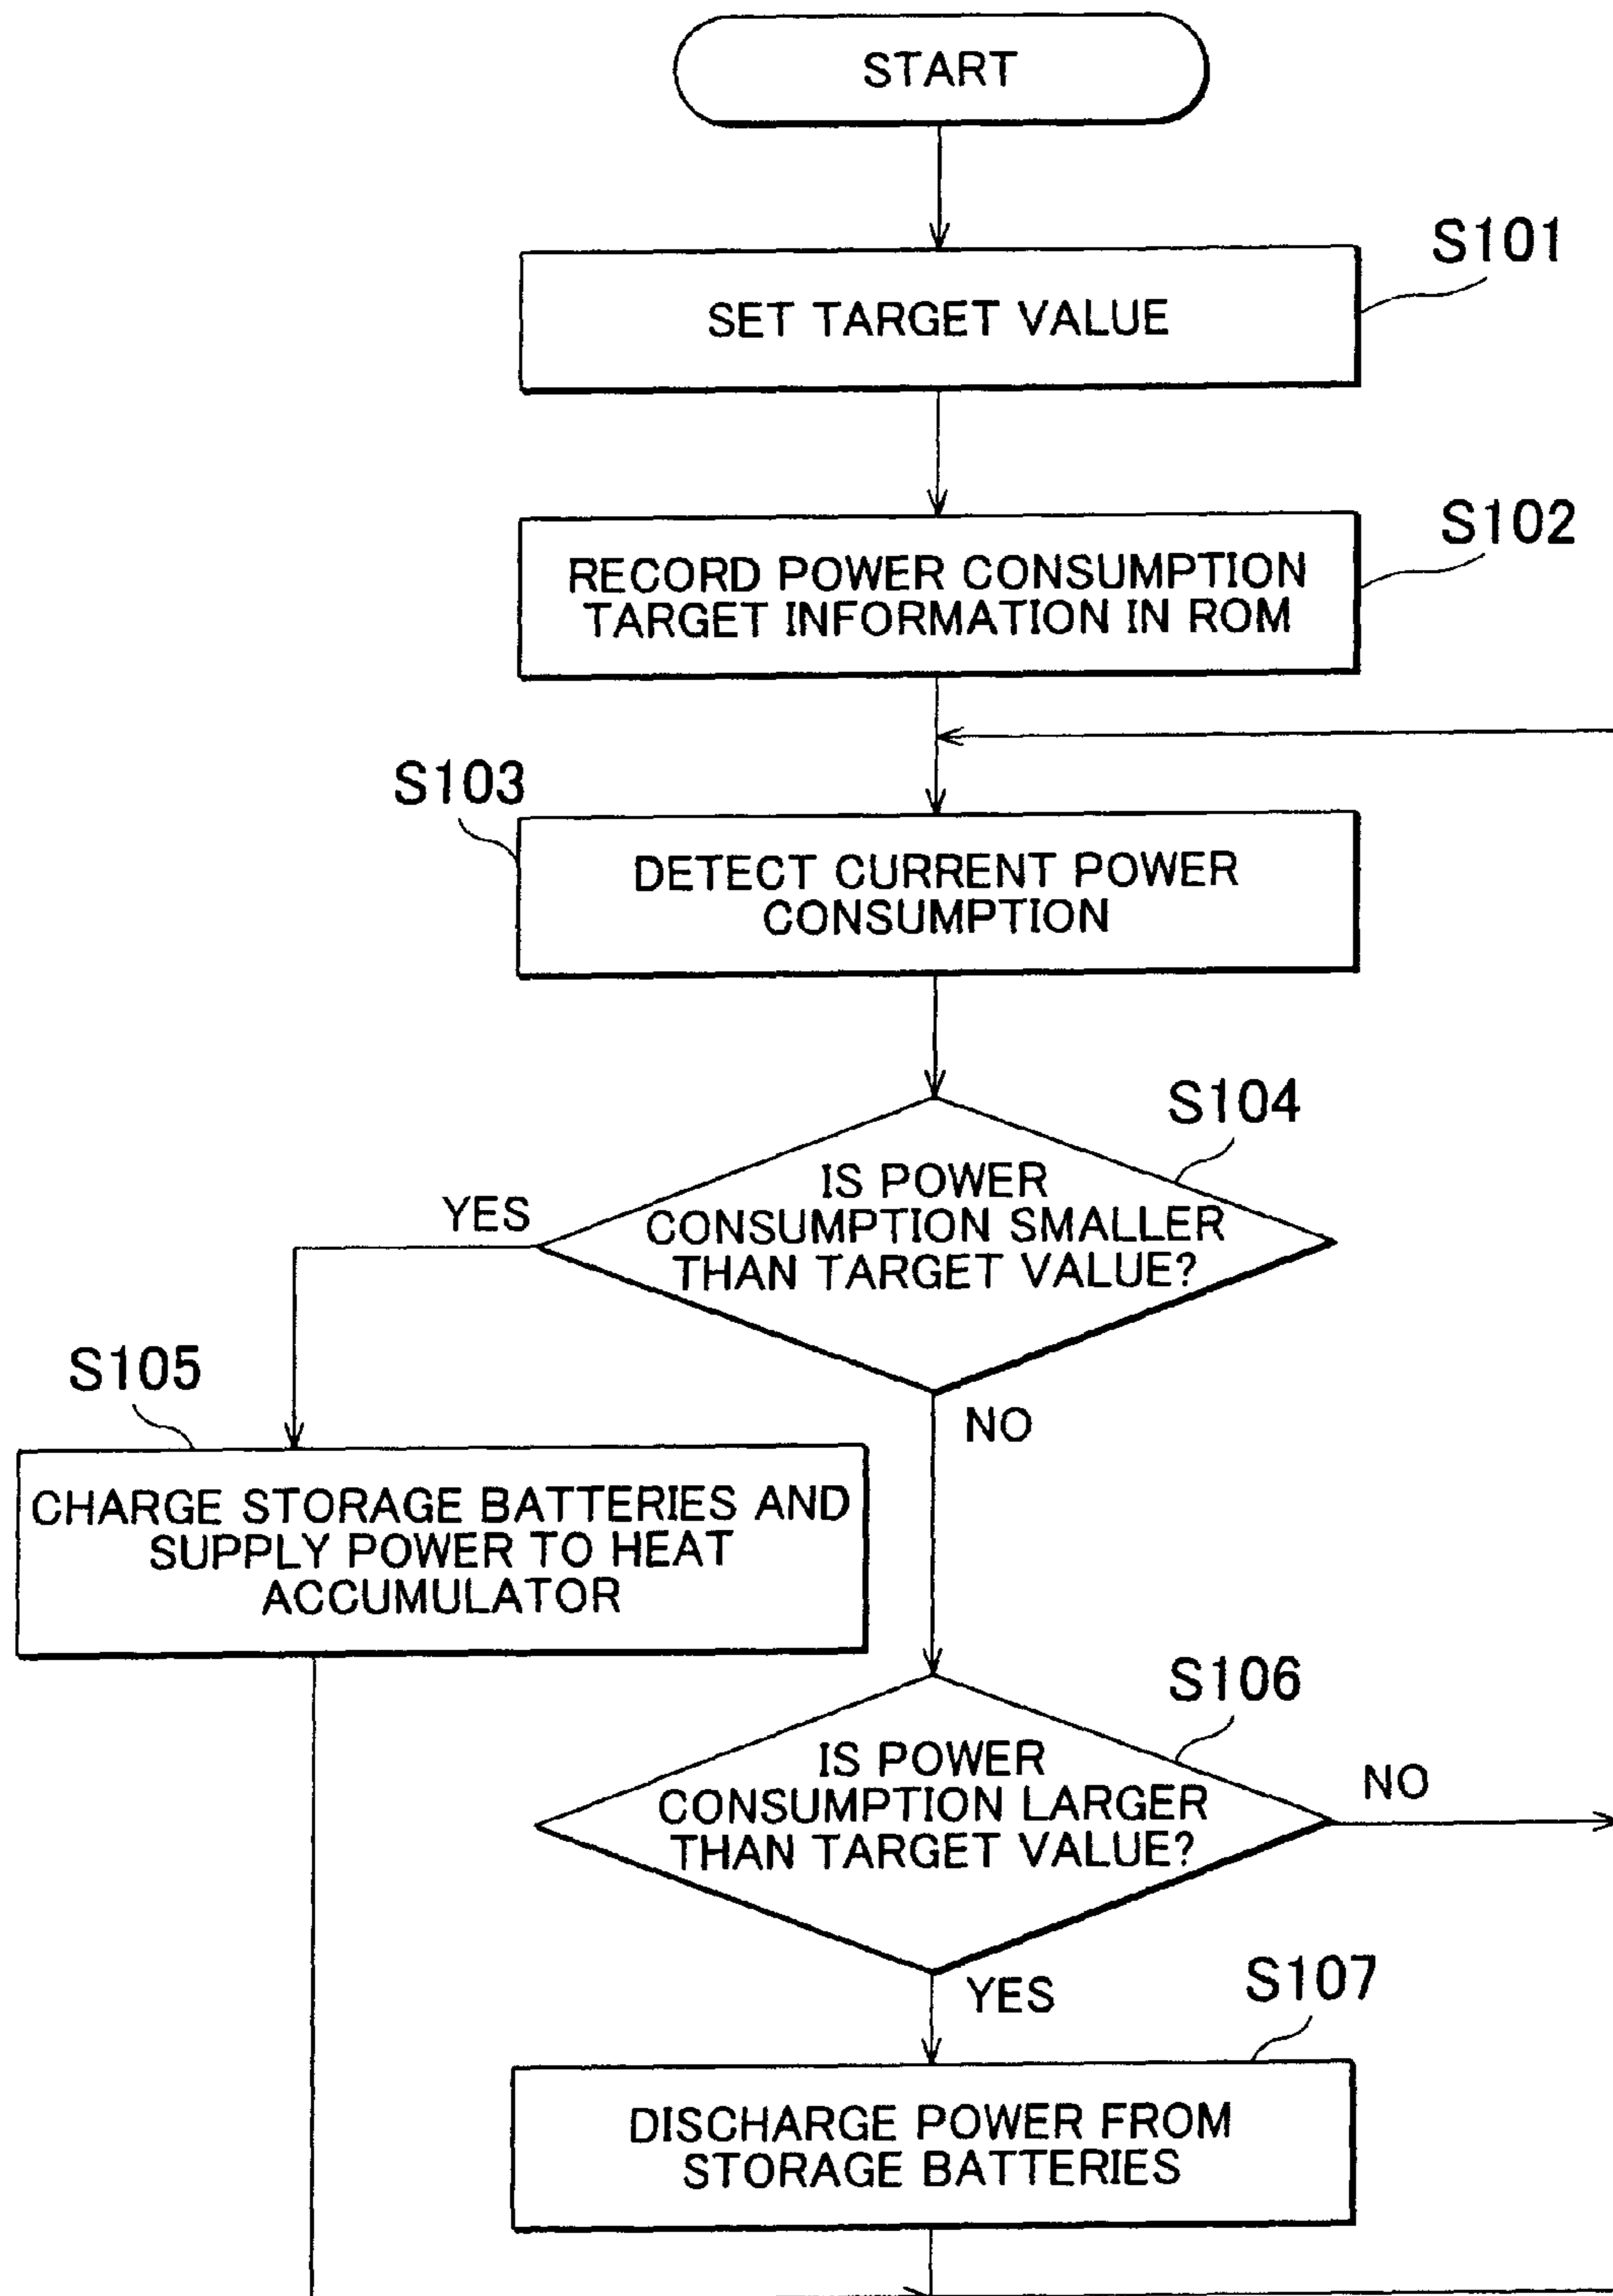 START
S101
SET TARGET VALUE
S102
RECORD POWER CONSUMPTION
TARGET INFORMATION IN ROM
S103
DETECT CURRENT POWER
CONSUMPTION
S104
IS POWER
CONSUMPTION SMALLER
THAN TARGET VALUE?
YES
NO
S105
CHARGE STORAGE BATTERIES AND
SUPPLY POWER TO HEAT
ACCUMULATOR
S106
IS POWER
CONSUMPTION LARGER
THAN TARGET VALUE?
NO
YES
S107
DISCHARGE POWER FROM
STORAGE BATTERIES